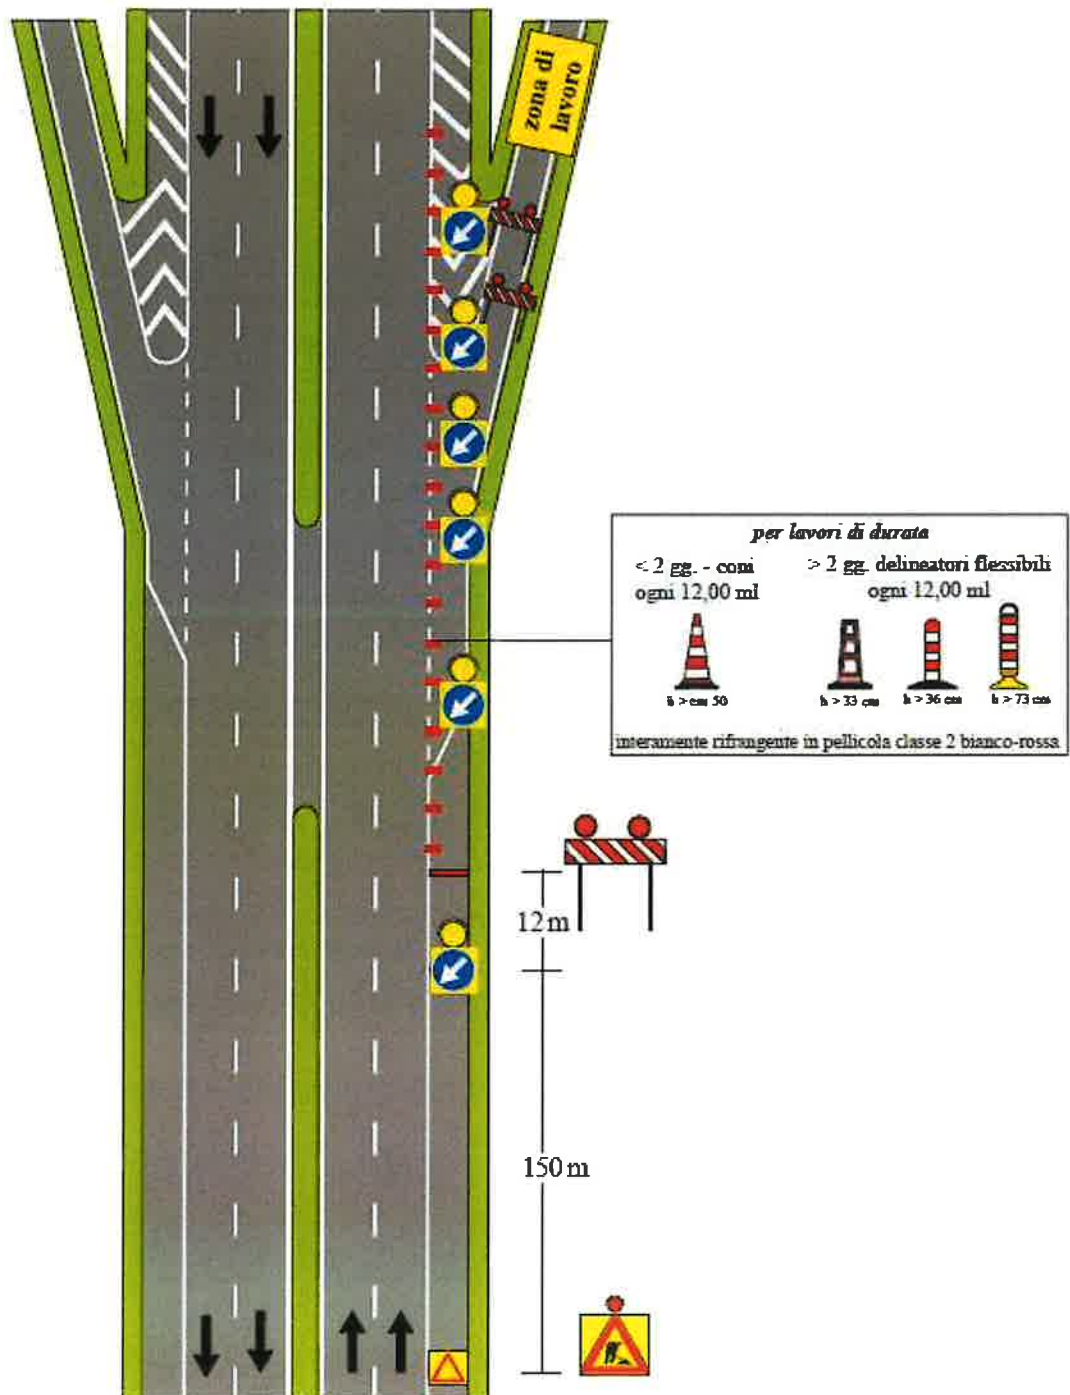 zona di
lavoro
per lavori di durata
< 2 gg. - coni
ogni 12,00 ml
> 2 gg. delineatori flessibili
ogni 12,00 ml
h > cm 50
h > 33 cm
h > 36 cm
h > 73 cm
interamente rifrangente in pellicola classe 2 bianco-rossa
12 m
150 m